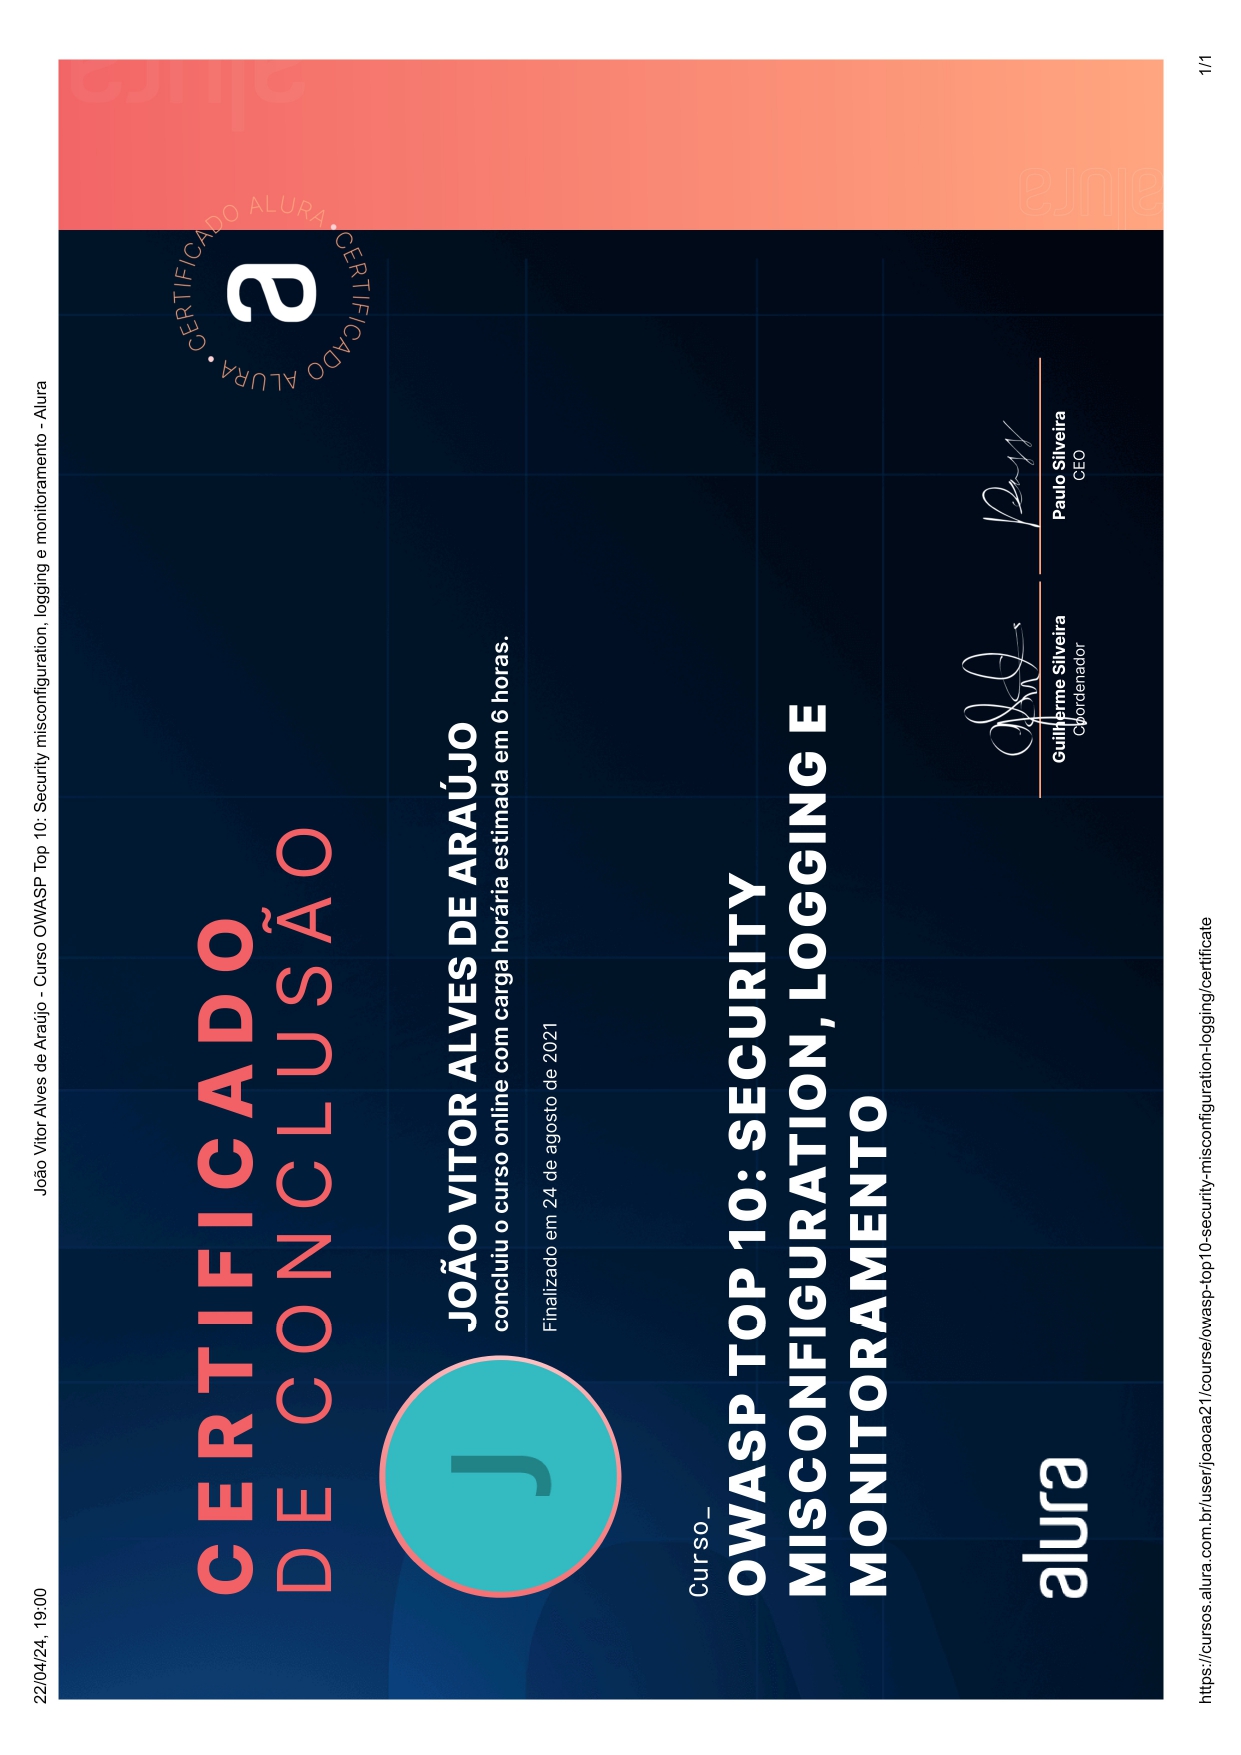 22/04/24, 19:00
João Vitor Alves de Araújo - Curso OWASP Top 10: Security misconfiguration, logging e monitoramento - Alura
alura
CERTIFICADO ALURA • CERTIFICADO ALURA •
a
CERTIFICADO
DE CONCLUSÃO
J
JOÃO VITOR ALVES DE ARAÚJO
concluiu o curso online com carga horária estimada em 6 horas.
Finalizado em 24 de agosto de 2021
Curso_
OWASP TOP 10: SECURITY
MISCONFIGURATION, LOGGING E
MONITORAMENTO
alura
Guilherme Silveira
Coordenador
Paulo Silveira
CEO
alura
https://cursos.alura.com.br/user/joaoaa21/course/owasp-top10-security-misconfiguration-logging/certificate
1/1